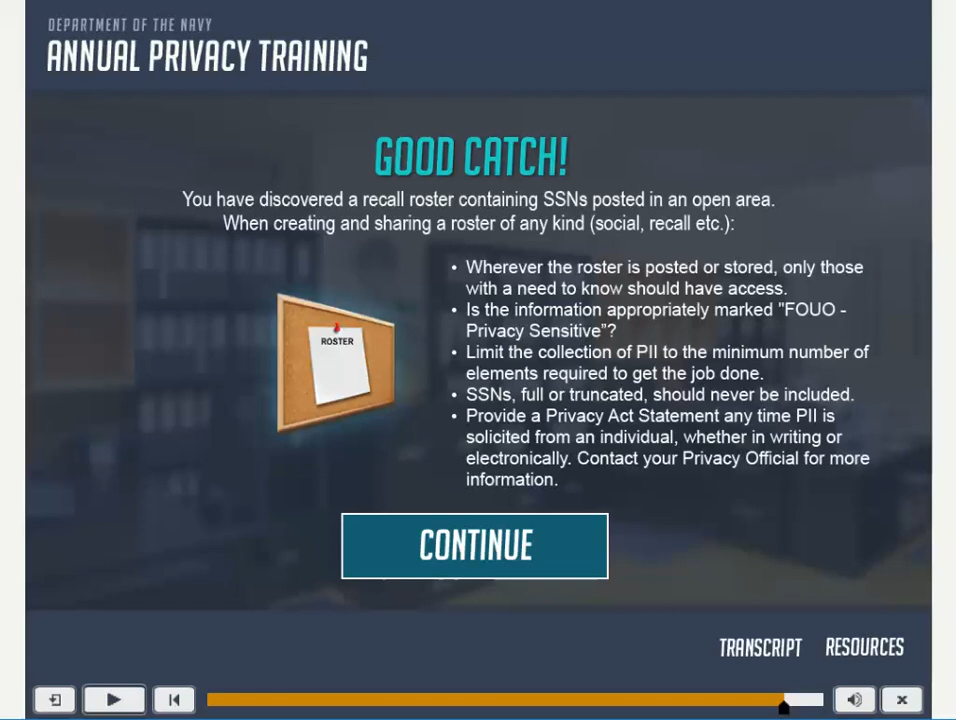 DEPARTMENT OF THE NAVY
ANNUAL PRIVACY TRAINING
GOOD CATCH!
You have discovered a recall roster containing SSNs posted in an open area.
When creating and sharing a roster of any kind (social, recall etc.):
• Wherever the roster is posted or stored, only those
with a need to know should have access.
• Is the information appropriately marked "FOUO -
Privacy Sensitive”?
• Limit the collection of PII to the minimum number of
elements required to get the job done.
• SSNs, full or truncated, should never be included.
• Provide a Privacy Act Statement any time PII is
solicited from an individual, whether in writing or
electronically. Contact your Privacy Official for more
information.
ROSTER
CONTINUE
TRANSCRIPT RESOURCES